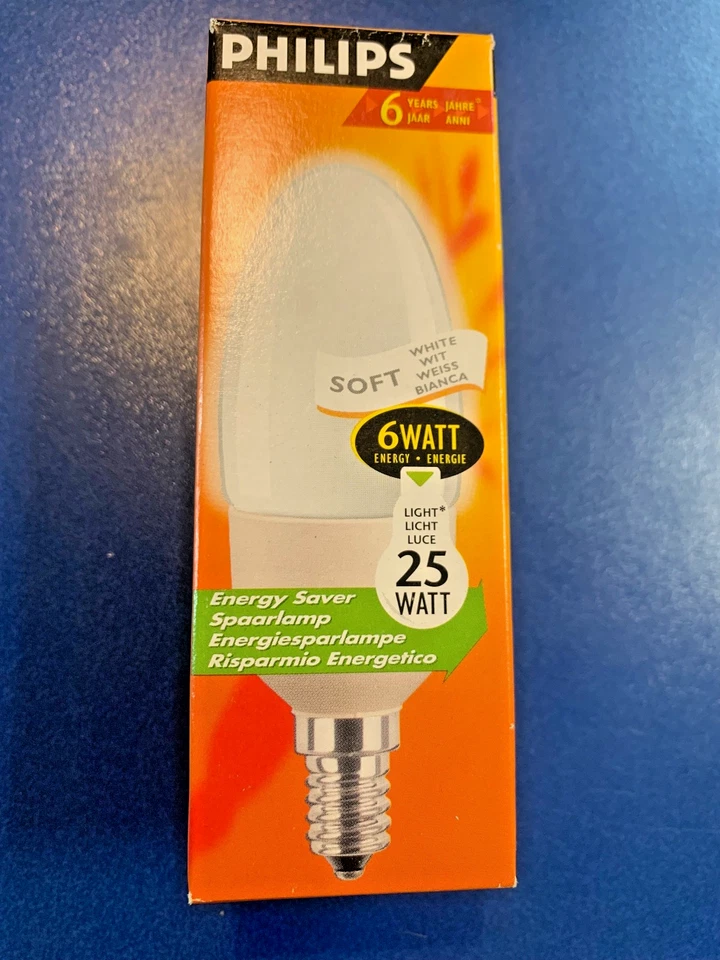 PHILIPS
6 YEARS JAHRE°
JAAR ANNI
SOFT
WHITE
WIT
WEISS
BIANCA
6WATT
ENERGY • ENERGIE
LIGHT*
LICHT
LUCE
25
WATT
Energy Saver
Spaarlamp
Energiesparlampe
Risparmio Energetico